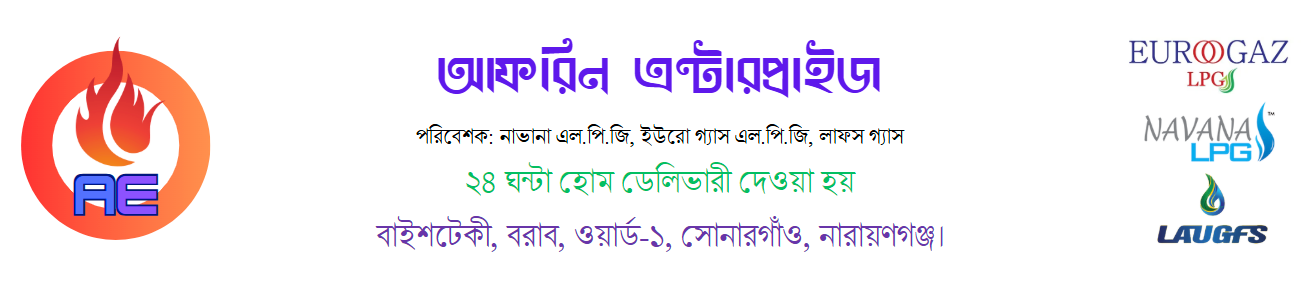 AE
আফরিন এন্টারপ্রাইজ
পরিবেশক: নাভানা এল.পি.জি, ইউরো গ্যাস এল.পি.জি, লাফস গ্যাস
২৪ ঘন্টা হোম ডেলিভারী দেওয়া হয়
বাইশটেকী, বরাব, ওয়ার্ড-১, সোনারগাঁও, নারায়ণগঞ্জ।
EUROGAZ
LPG
NAVANA™
LPG
LAUGFS